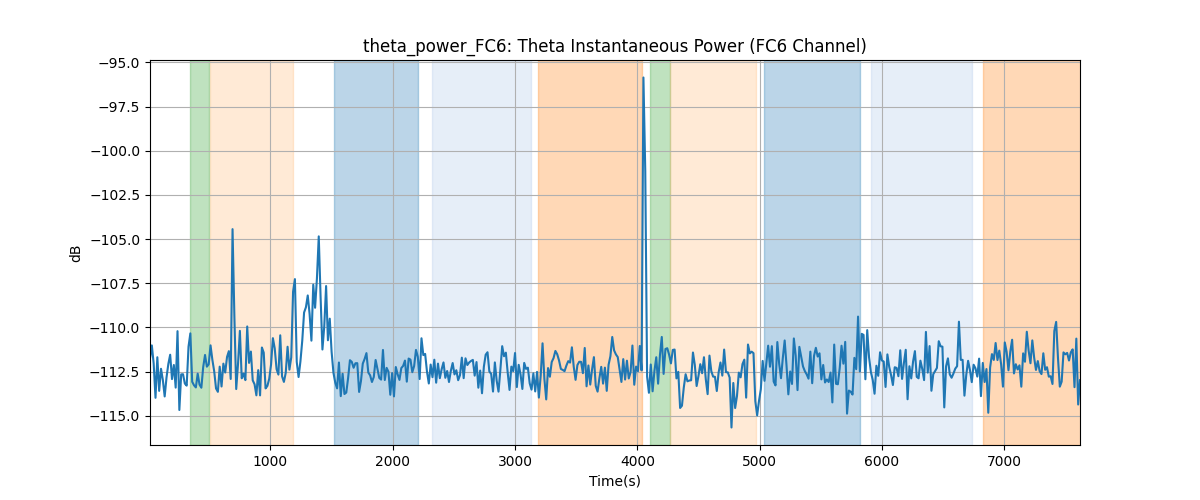 theta_power_FC6: Theta Instantaneous Power (FC6 Channel)
dB
−95.0
−97.5
−100.0
−102.5
−105.0
−107.5
−110.0
−112.5
−115.0
1000 2000 3000 4000 5000 6000 7000
Time(s)